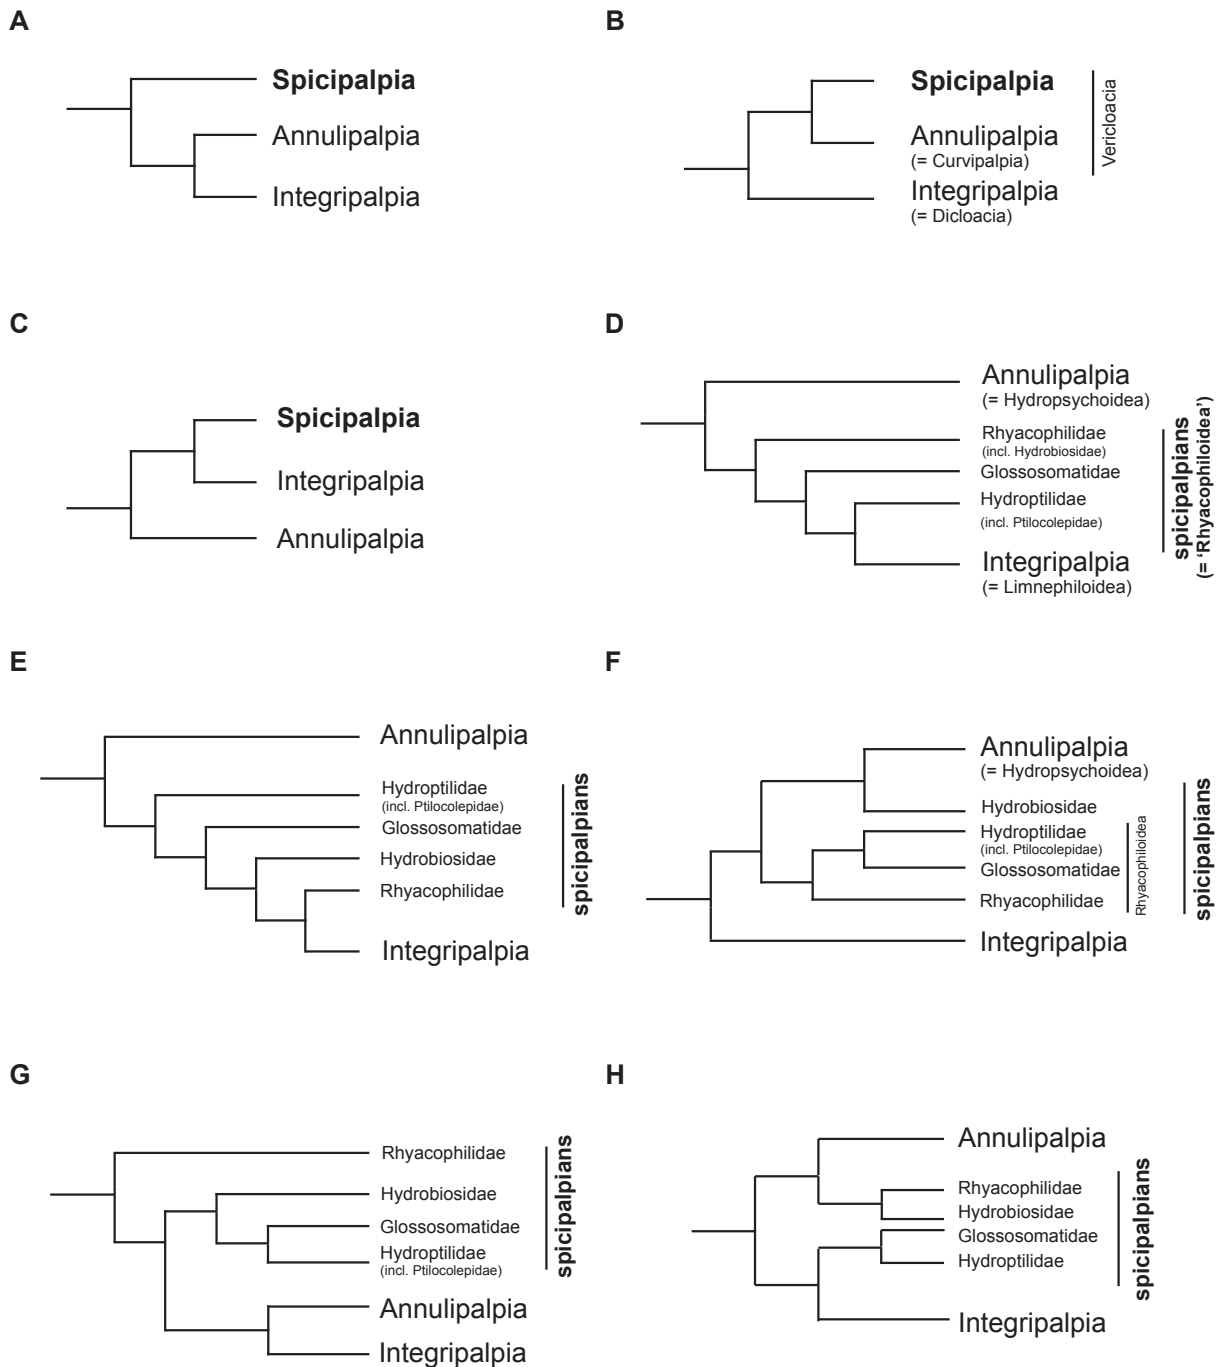 A
Spicipalpia
Annulipalpia
Integripalpia
B
Spicipalpia
Annulipalpia
(= Curvipalpia)
Integripalpia
(= Dicloacia)
Vericloacia
C
Spicipalpia
Integripalpia
Annulipalpia
D
Annulipalpia
(= Hydropsychoidea)
Rhyacophilidae
(incl. Hydrobiosidae)
Glossosomatidae
Hydroptilidae
(incl. Ptilocolepidae)
Integripalpia
(= Limnephiloidea)
spicipalpians
(= 'Rhyacophiloidea')
E
Annulipalpia
Hydroptilidae
(incl. Ptilocolepidae)
Glossosomatidae
Hydrobiosidae
Rhyacophilidae
Integripalpia
spicipalpians
F
Annulipalpia
(= Hydropsychoidea)
Hydrobiosidae
Hydroptilidae
(incl. Ptilocolepidae)
Glossosomatidae
Rhyacophilidae
Integripalpia
Rhyacophiloidea
spicipalpians
G
Rhyacophilidae
Hydrobiosidae
Glossosomatidae
Hydroptilidae
(incl. Ptilocolepidae)
Annulipalpia
Integripalpia
spicipalpians
H
Annulipalpia
Rhyacophilidae
Hydrobiosidae
Glossosomatidae
Hydroptilidae
Integripalpia
spicipalpians